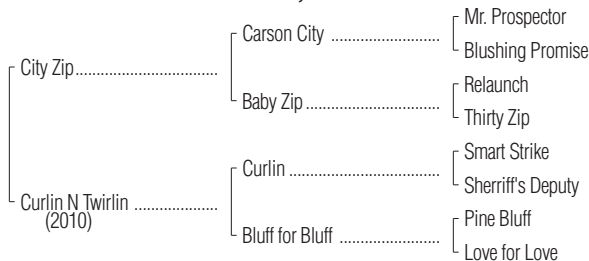 Mr. Prospector
Carson City ..............................
Blushing Promise
City Zip.......................................
Relaunch
Baby Zip.....................................
Thirty Zip
Smart Strike
Curlin .........................................
Sherriff's Deputy
Curlin N Twirlin .......................
(2010)
Pine Bluff
Bluff for Bluff ............................
Love for Love